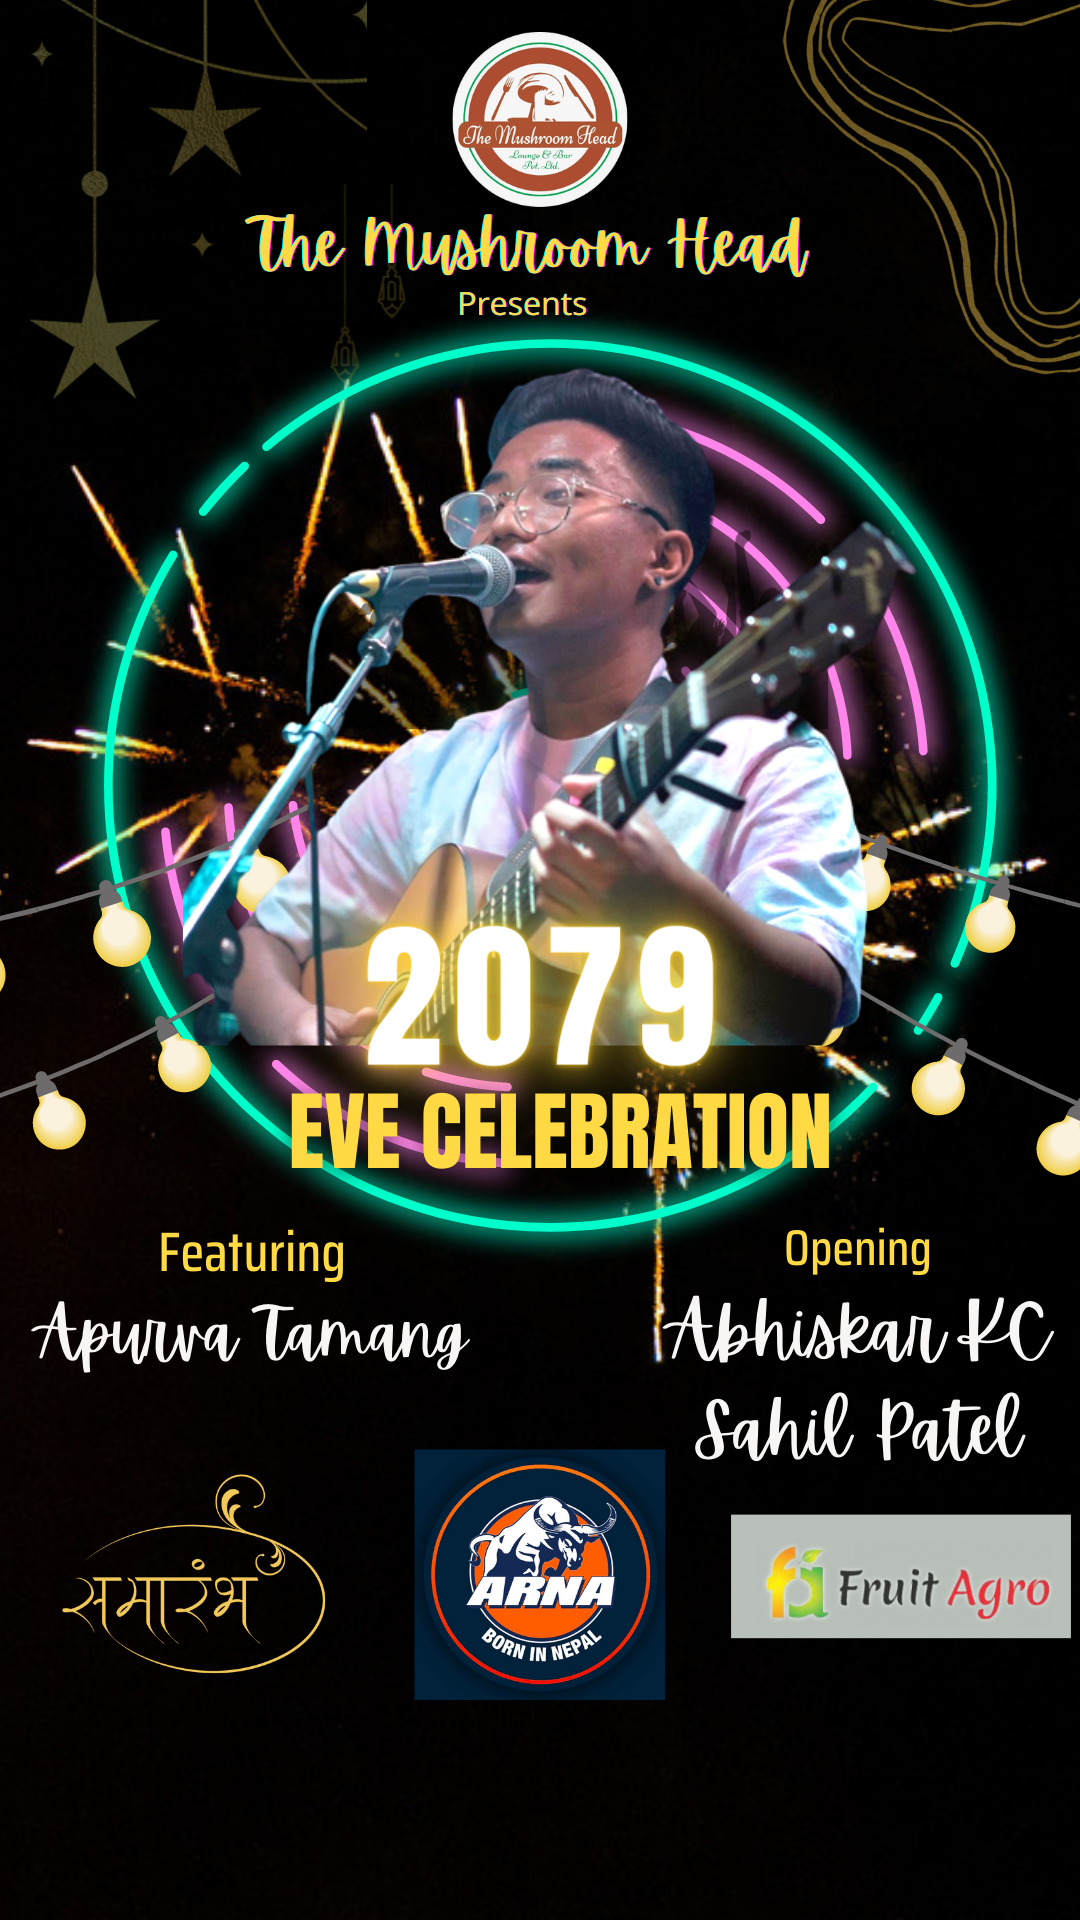 The Mushroom Head
Lounge & Bar
Pvt. Ltd.
The Mushroom Head
Presents
2079
EVE CELEBRATION
Featuring
Apurva Tamang
Opening
Abhiskar KC
Sahil Patel
समारंभ
ARNA
BORN IN NEPAL
fa Fruit Agro